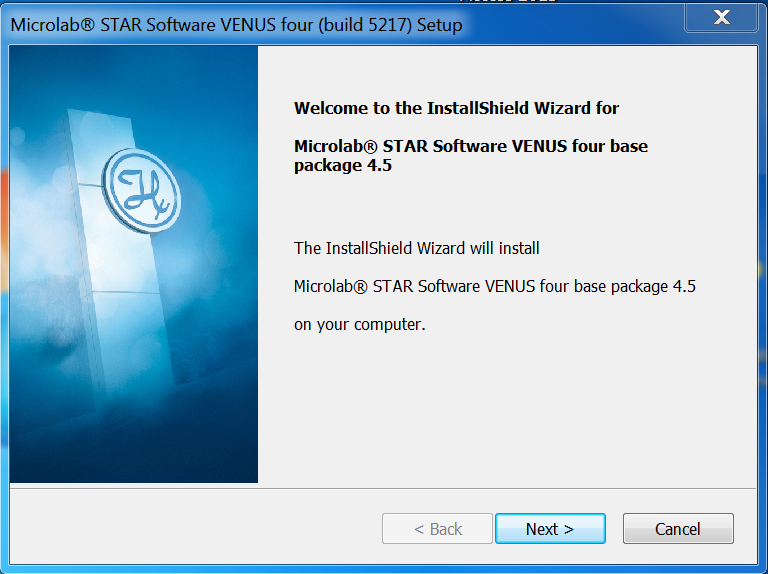 Microlab® STAR Software VENUS four (build 5217) Setup
Welcome to the InstallShield Wizard for
Microlab® STAR Software VENUS four base
package 4.5
The InstallShield Wizard will install
Microlab® STAR Software VENUS four base package 4.5
on your computer.
< Back
Next >
Cancel